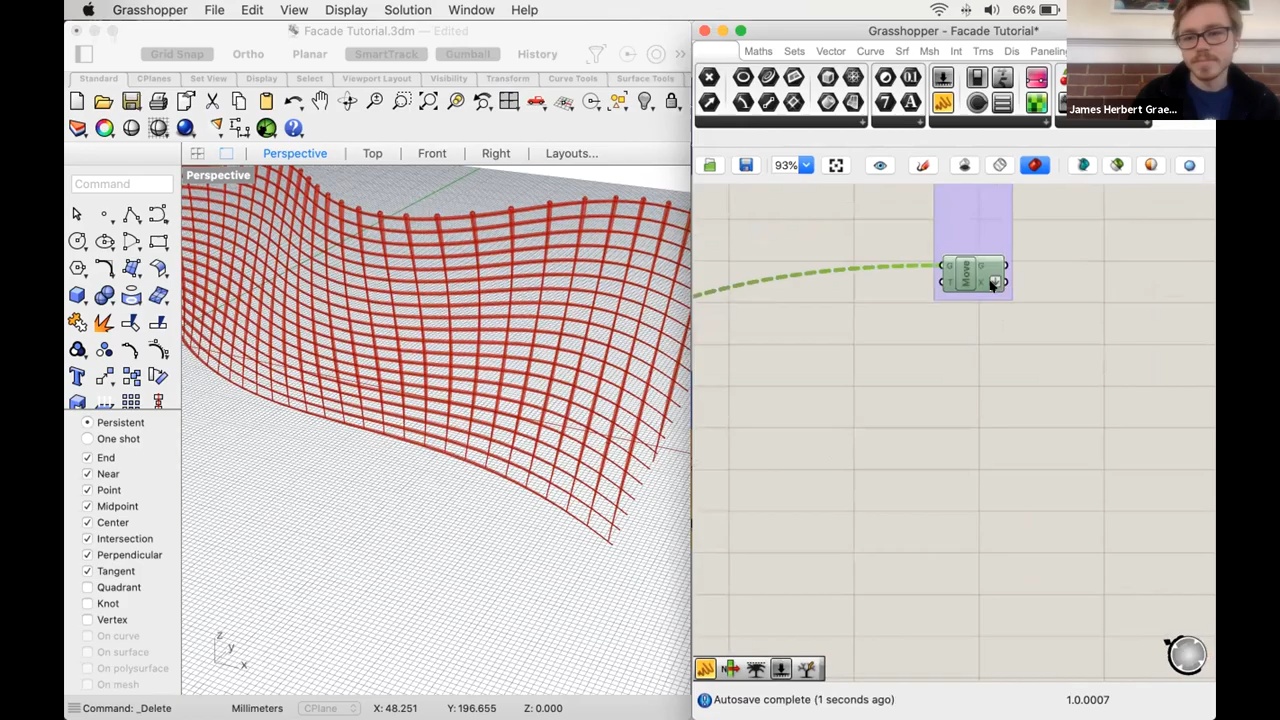 Grasshopper File Edit View Display Solution Window Help 66%
Facade Tutorial.3dm — Edited
Grid Snap Ortho Planar SmartTrack Gumball History
Standard CPlanes Set View Display Select Viewport Layout Visibility Transform Curve Tools Surface Tools
Perspective Top Front Right Layouts...
Perspective
Command
Persistent
One shot
End
Near
Point
Midpoint
Center
Intersection
Perpendicular
Tangent
Quadrant
Knot
Vertex
On curve
On surface
On polysurface
On mesh
z
y
x
Command: _Delete Millimeters CPlane X: 48.251 Y: 196.655 Z: 0.000
Grasshopper - Facade Tutorial*
Maths Sets Vector Curve Srf Msh Int Trns Dis Paneling
James Herbert Grae...
93%
G Move G
T X
Autosave complete (1 seconds ago) 1.0.0007